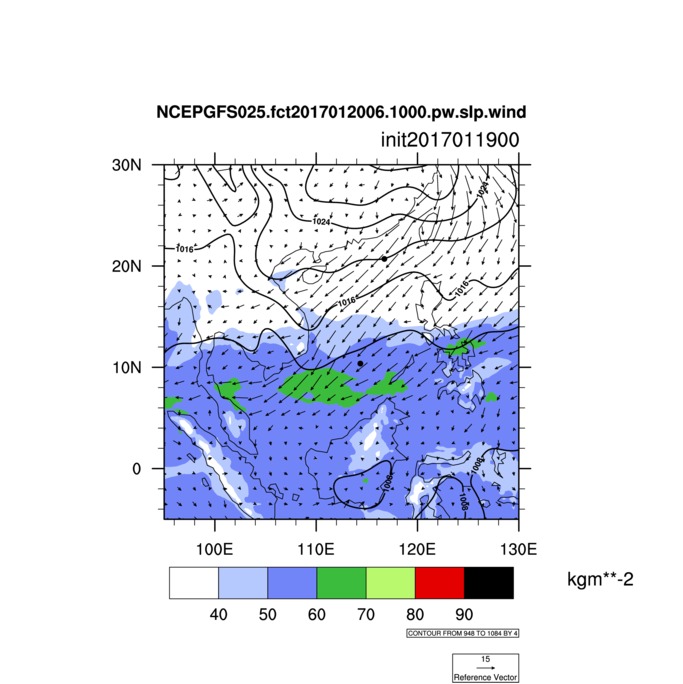 NCEPGFS025.fct2017012006.1000.pw.slp.wind
init2017011900
30N
1024
1024
1016
20N
1016
1016
10N
0
1008
1008
1008
100E 110E 120E 130E
kgm**-2
40 50 60 70 80 90
CONTOUR FROM 948 TO 1084 BY 4
15
Reference Vector